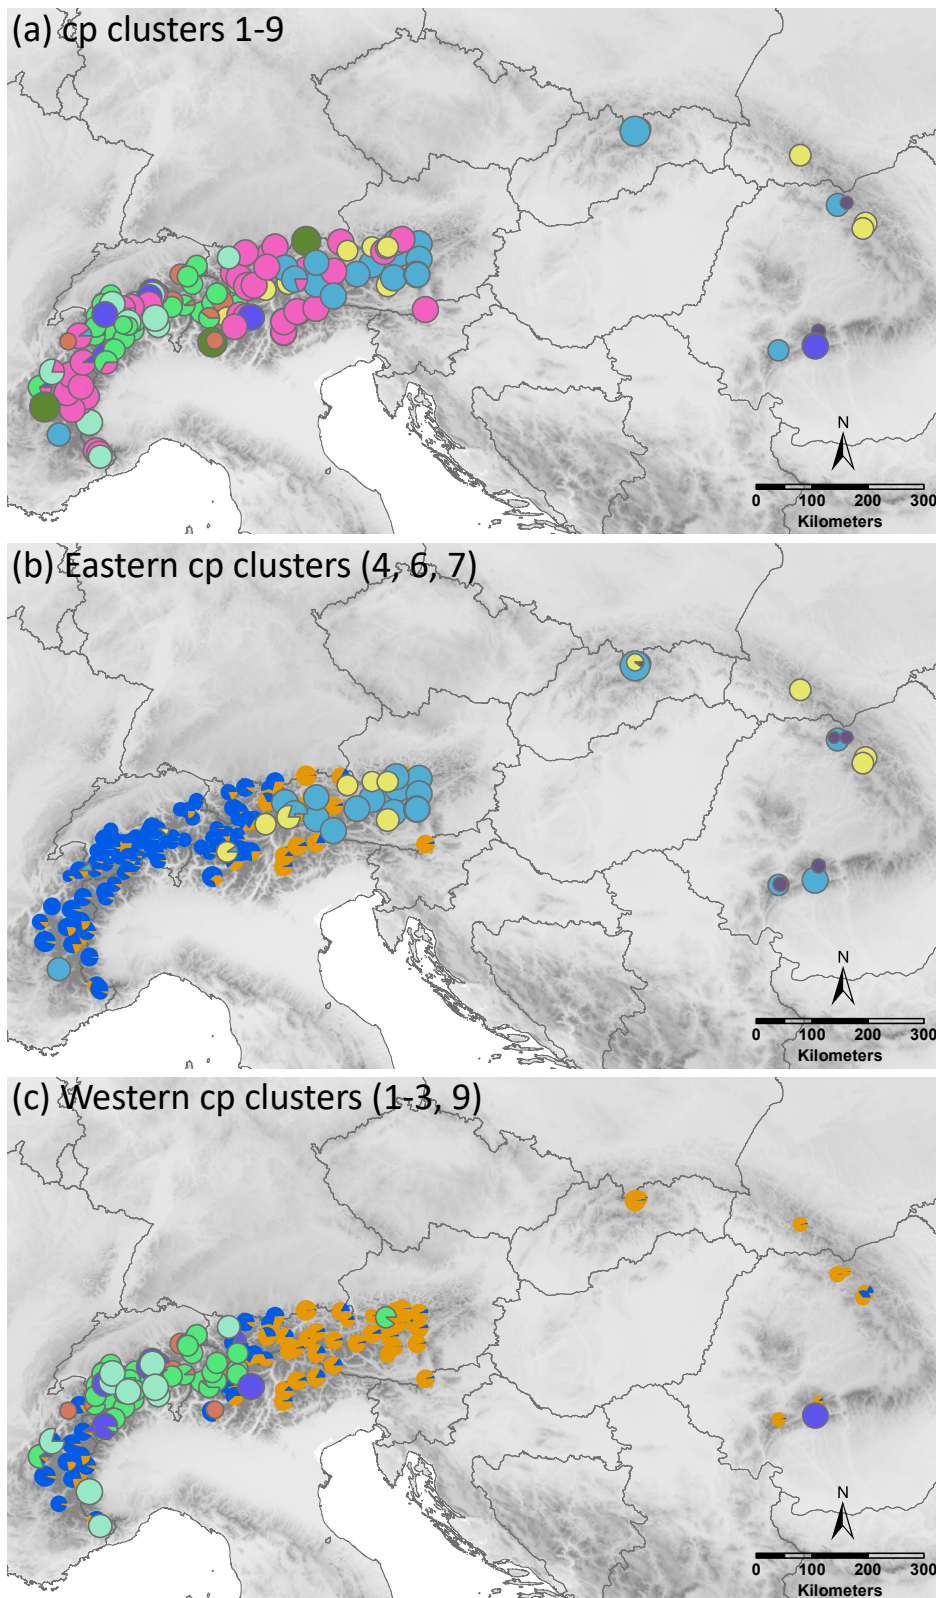 (a) cp clusters 1-9
N
0 100 200 300
Kilometers
(b) Eastern cp clusters (4, 6, 7)
N
0 100 200 300
Kilometers
(c) Western cp clusters (1-3, 9)
N
0 100 200 300
Kilometers